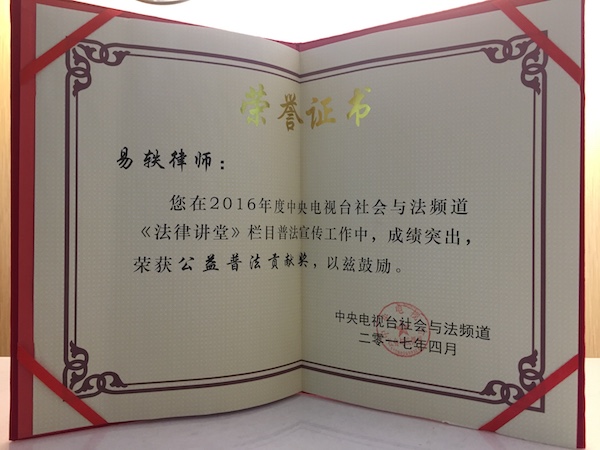 荣誉证书
易轶律师：
您在2016年度中央电视台社会与法频道
《法律讲堂》栏目普法宣传工作中，成绩突出，
荣获公益普法贡献奖，以兹鼓励。
中央电视台社会与法频道
二零一七年四月